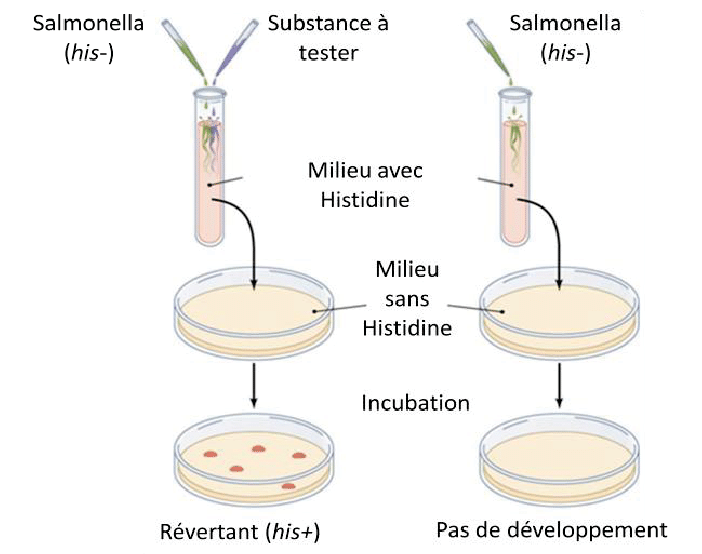 Salmonella
(his-)
Substance à
tester
Salmonella
(his-)
Milieu avec
Histidine
Milieu
sans
Histidine
Incubation
Révertant (his+)
Pas de développement